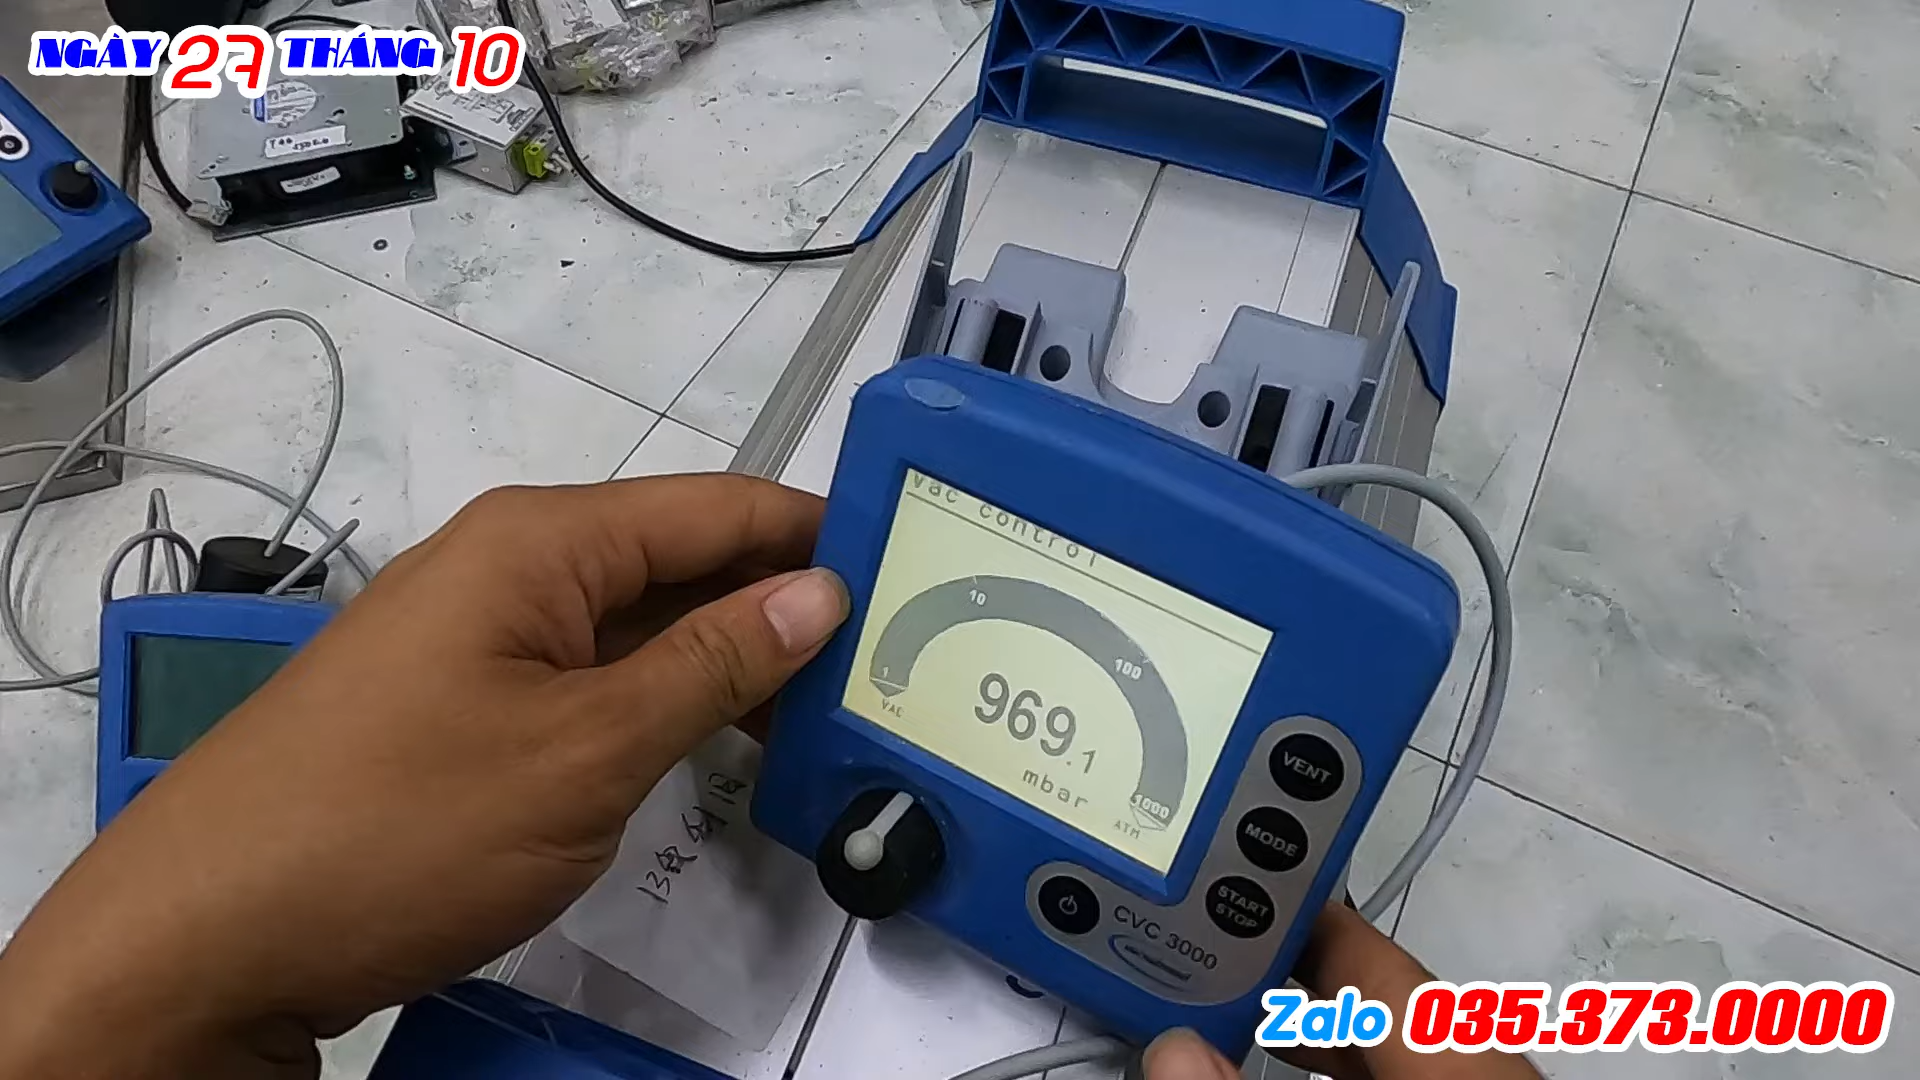 NGÀY 27 THÁNG 10
vac control
10
100
1
VAC
969.1
mbar
1000
ATM
VENT
MODE
START
STOP
CVC 3000
Zalo 035.373.0000